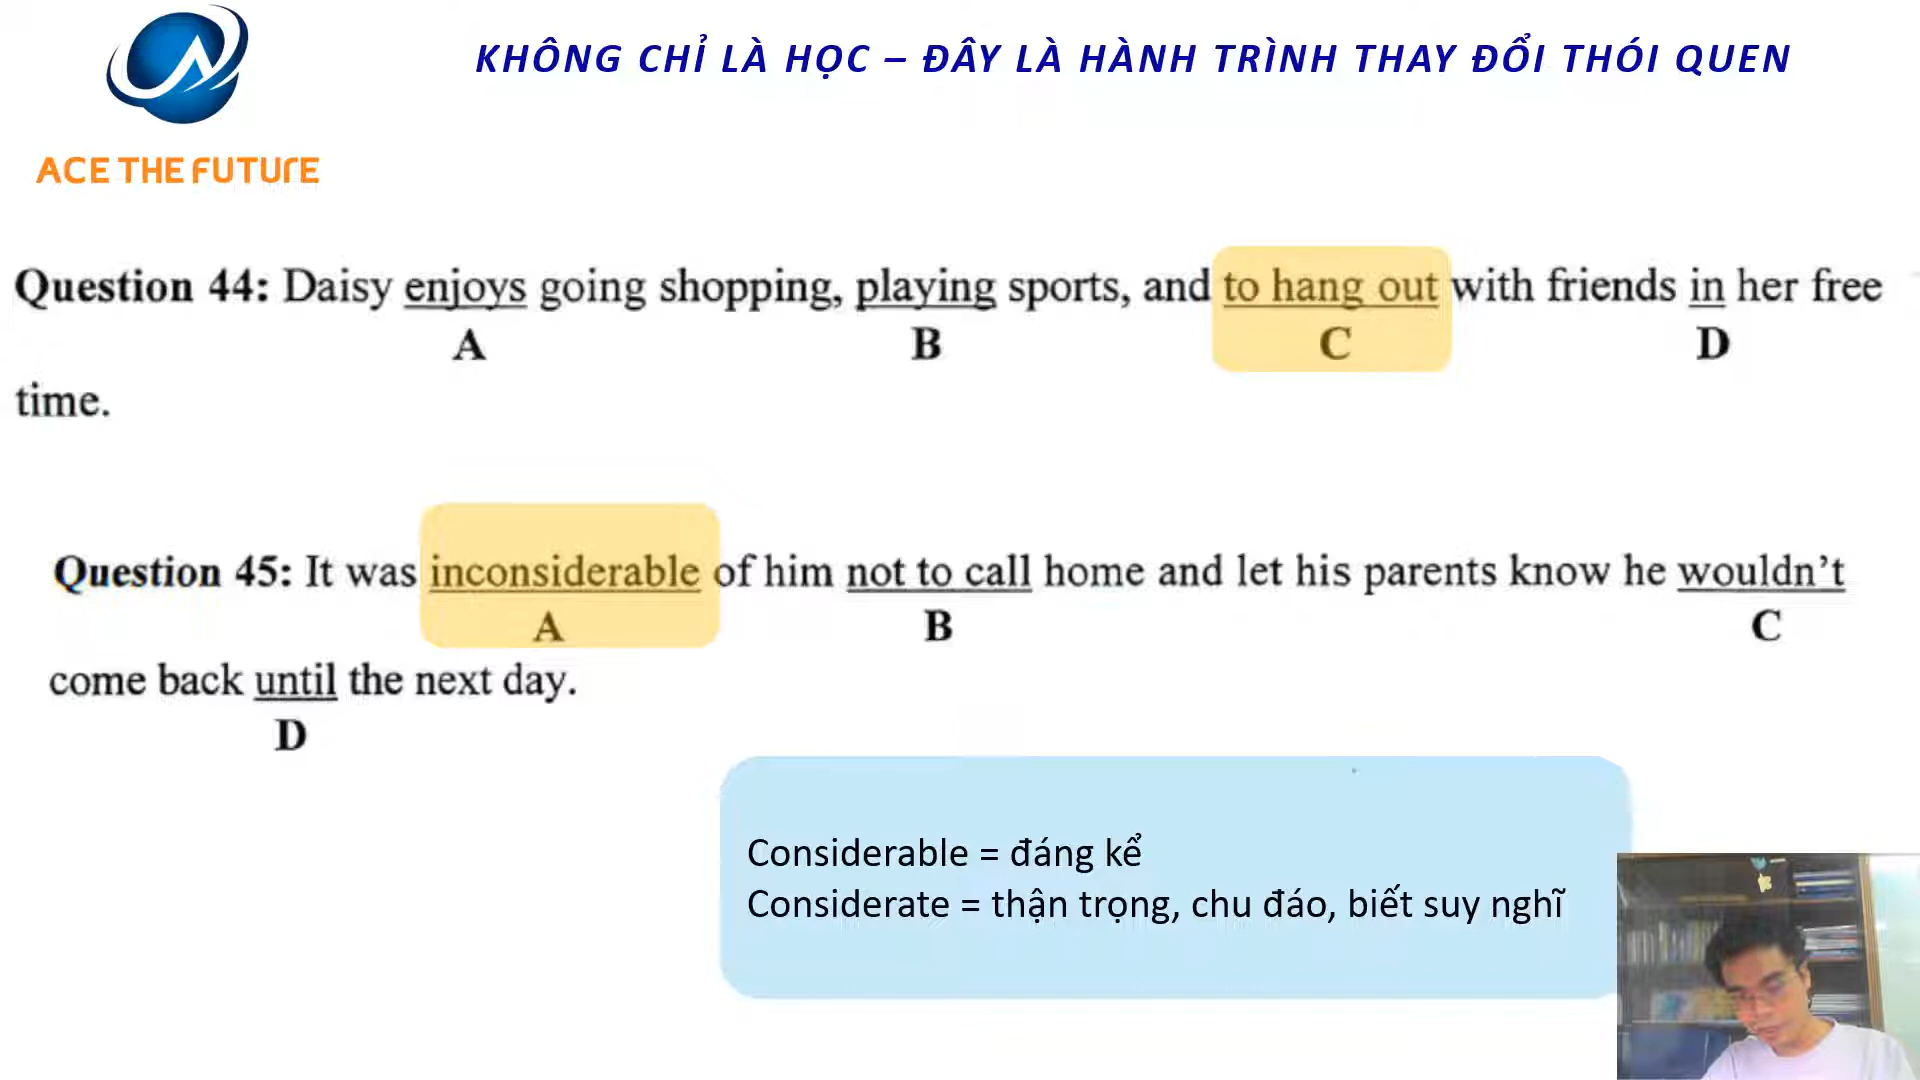 KHÔNG CHỈ LÀ HỌC – ĐÂY LÀ HÀNH TRÌNH THAY ĐỔI THÓI QUEN
ACE THE FUTURE
Question 44: Daisy enjoys going shopping, playing sports, and to hang out with friends in her free
A B C D
time.
Question 45: It was inconsiderable of him not to call home and let his parents know he wouldn't
A B C
come back until the next day.
D
Considerable = đáng kể
Considerate = thận trọng, chu đáo, biết suy nghĩ